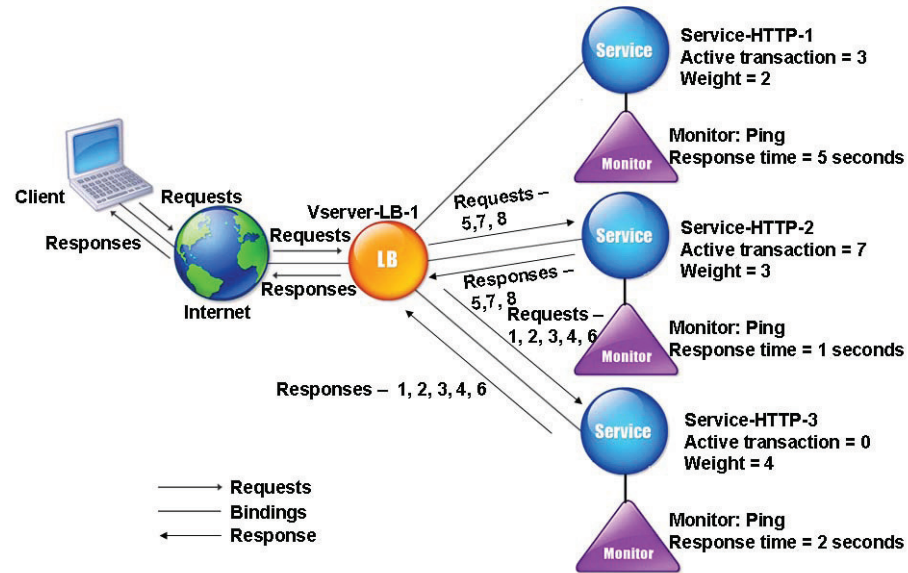 Service
Service-HTTP-1
Active transaction = 3
Weight = 2
Monitor
Monitor: Ping
Response time = 5 seconds
Client
Requests
Responses
Internet
Requests
Responses
Vserver-LB-1
LB
Requests –
5,7, 8
Responses –
5,7, 8
Service
Service-HTTP-2
Active transaction = 7
Weight = 3
Monitor
Monitor: Ping
Response time = 1 seconds
Requests –
1, 2, 3, 4, 6
Responses – 1, 2, 3, 4, 6
Service
Service-HTTP-3
Active transaction = 0
Weight = 4
Monitor
Monitor: Ping
Response time = 2 seconds
Requests
Bindings
Response